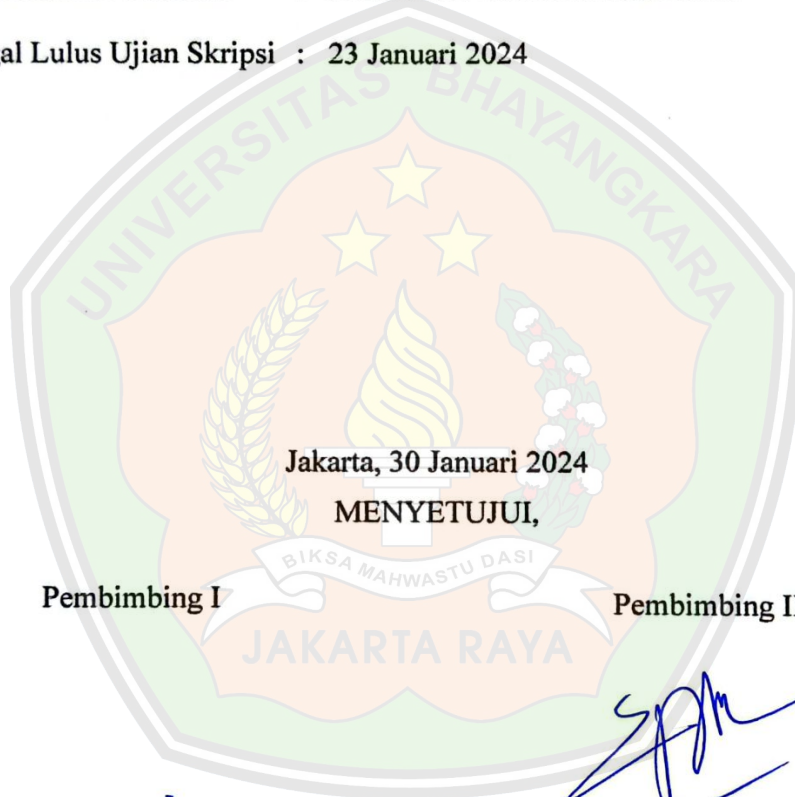 al Lulus Ujian Skripsi : 23 Januari 2024
UNIVERSITAS BHAYANGKARA
Jakarta, 30 Januari 2024
MENYETUJUI,
BIKSA MAHWASTU DASI
Pembimbing I
Pembimbing II
JAKARTA RAYA